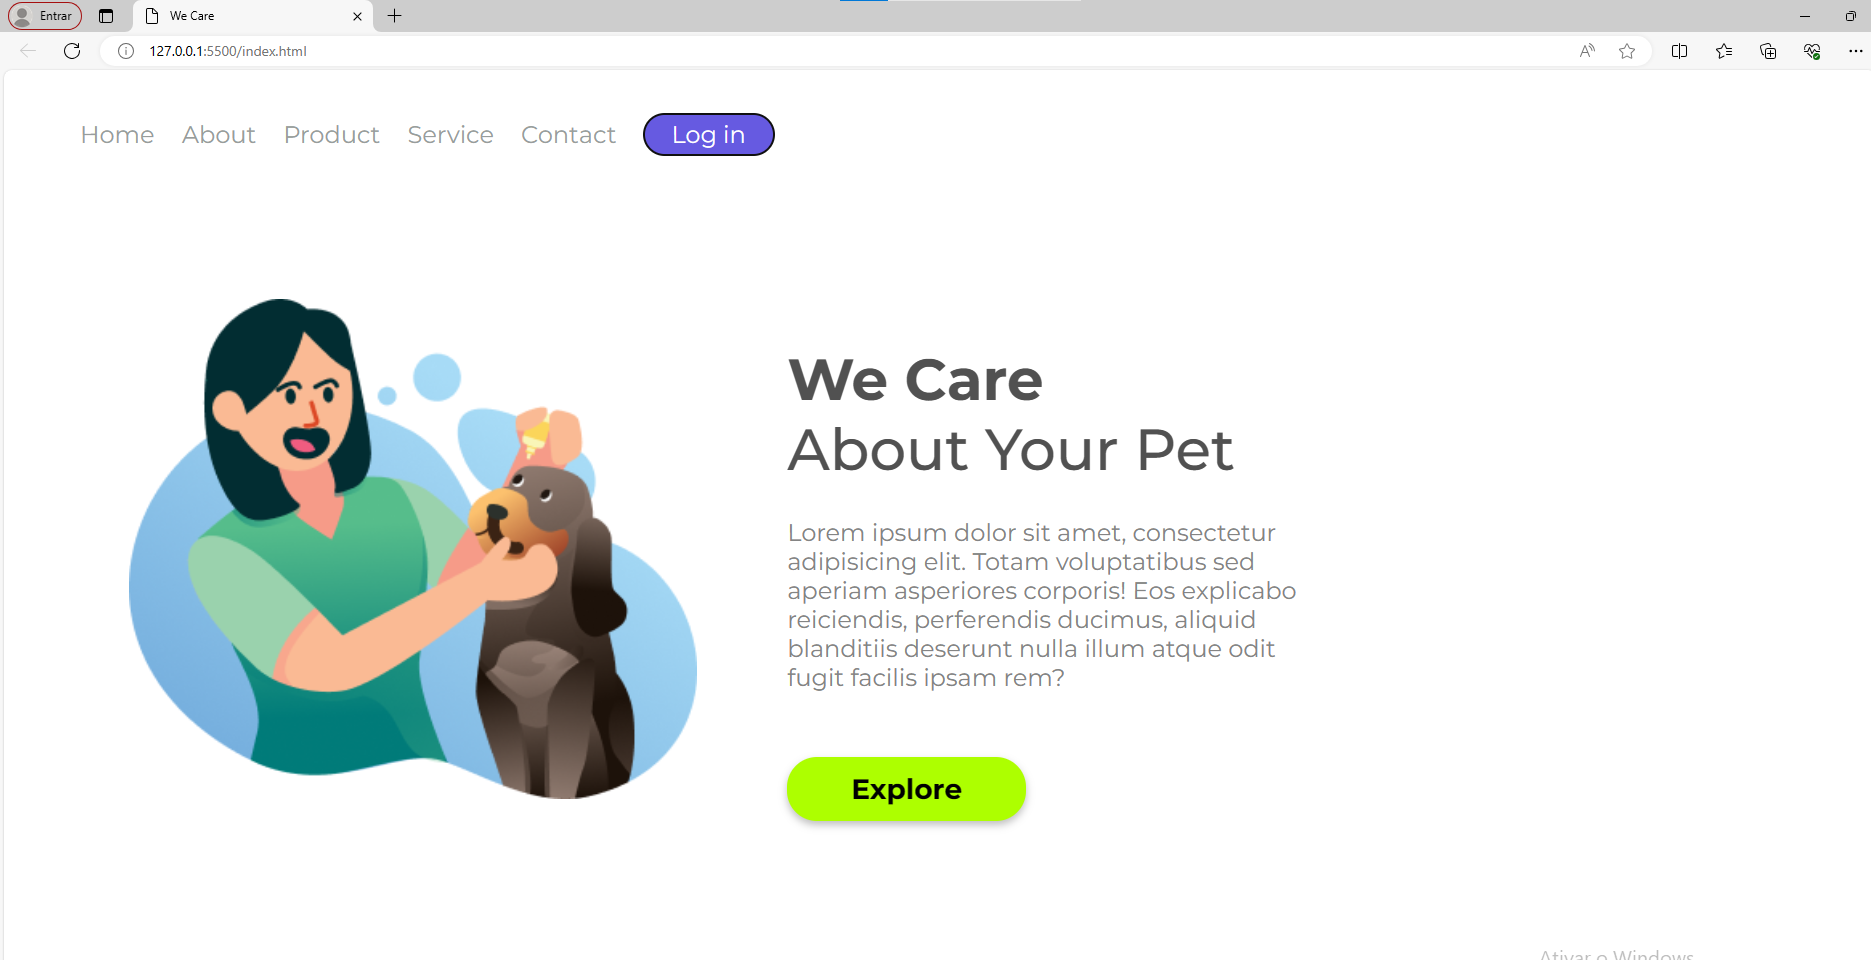 Entrar
We Care
127.0.0.1:5500/index.html
Home About Product Service Contact Log in
We Care
About Your Pet
Lorem ipsum dolor sit amet, consectetur
adipisicing elit. Totam voluptatibus sed
aperiam asperiores corporis! Eos explicabo
reiciendis, perferendis ducimus, aliquid
blanditiis deserunt nulla illum atque odit
fugit facilis ipsam rem?
Explore
Ativar o Windows